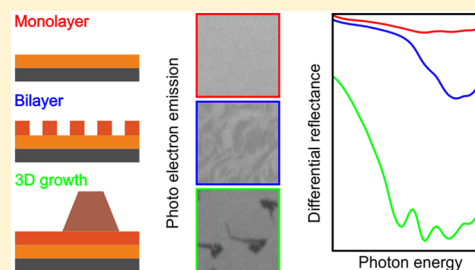 Monolayer
Bilayer
3D growth
Photo electron emission
Differential reflectance
Photon energy